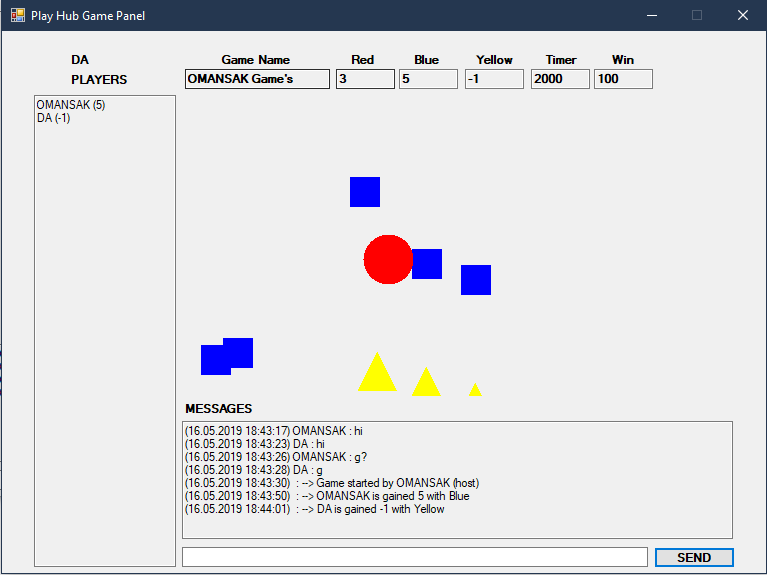 Play Hub Game Panel
DA
PLAYERS
Game Name Red Blue Yellow Timer Win
OMANSAK Game's 3 5 -1 2000 100
OMANSAK (5)
DA (-1)
MESSAGES
(16.05.2019 18:43:17) OMANSAK : hi
(16.05.2019 18:43:23) DA : hi
(16.05.2019 18:43:26) OMANSAK : g?
(16.05.2019 18:43:28) DA : g
(16.05.2019 18:43:30)  : --> Game started by OMANSAK (host)
(16.05.2019 18:43:50)  : --> OMANSAK is gained 5 with Blue
(16.05.2019 18:44:01)  : --> DA is gained -1 with Yellow
SEND